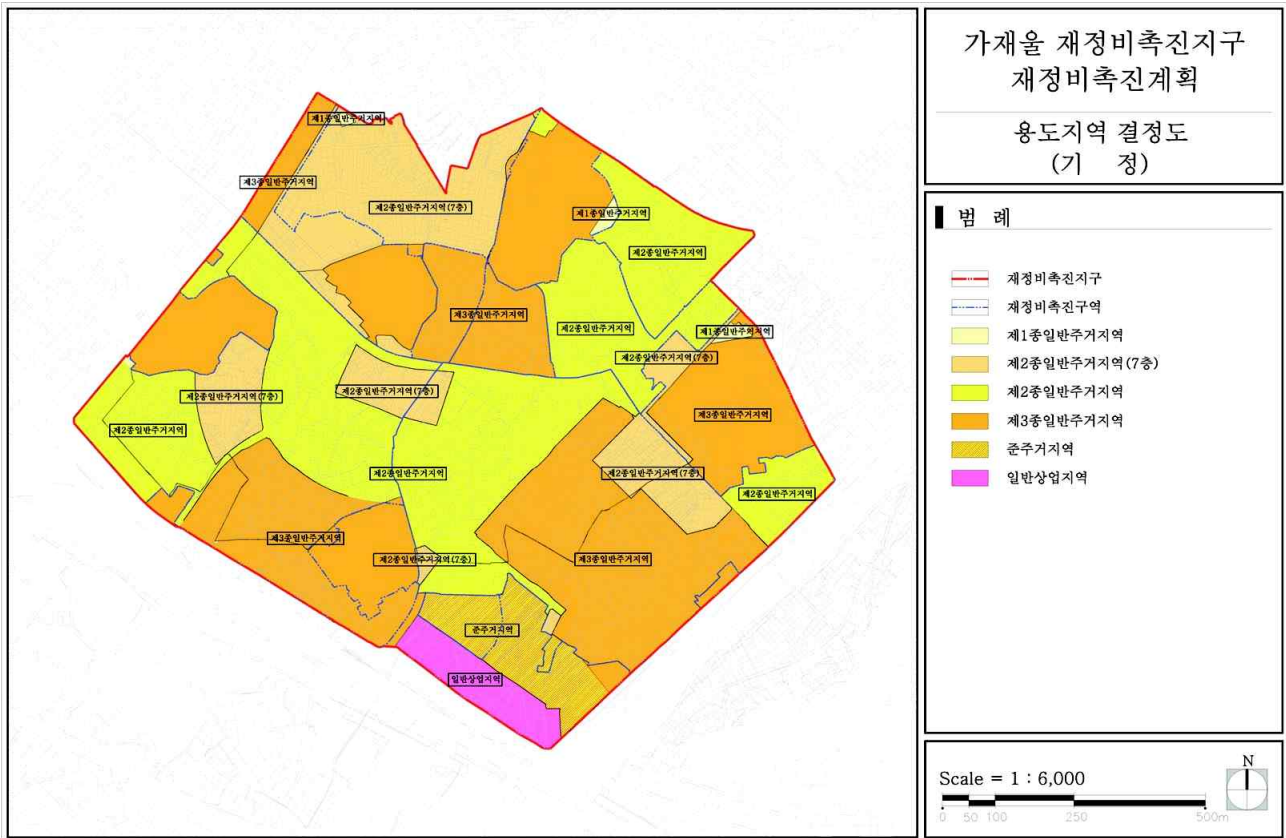 가재울 재정비촉진지구
재정비촉진계획
용도지역 결정도
(기 정)
범 례
재정비촉진지구
재정비촉진구역
제1종일반주거지역
제2종일반주거지역(7층)
제2종일반주거지역
제3종일반주거지역
준주거지역
일반상업지역
Scale = 1 : 6,000
N
0 50 100 250 500m
제1종일반주거지역
제3종일반주거지역
제2종일반주거지역(7층)
제1종일반주거지역
제2종일반주거지역
제3종일반주거지역
제2종일반주거지역
제1종일반주거지역
제2종일반주거지역(7층)
제2종일반주거지역(7층)
제2종일반주거지역(7층)
제3종일반주거지역
제2종일반주거지역
제2종일반주거지역
제2종일반주거지역(7층)
제2종일반주거지역
제3종일반주거지역
제2종일반주거지역(7층)
제3종일반주거지역
준주거지역
일반상업지역